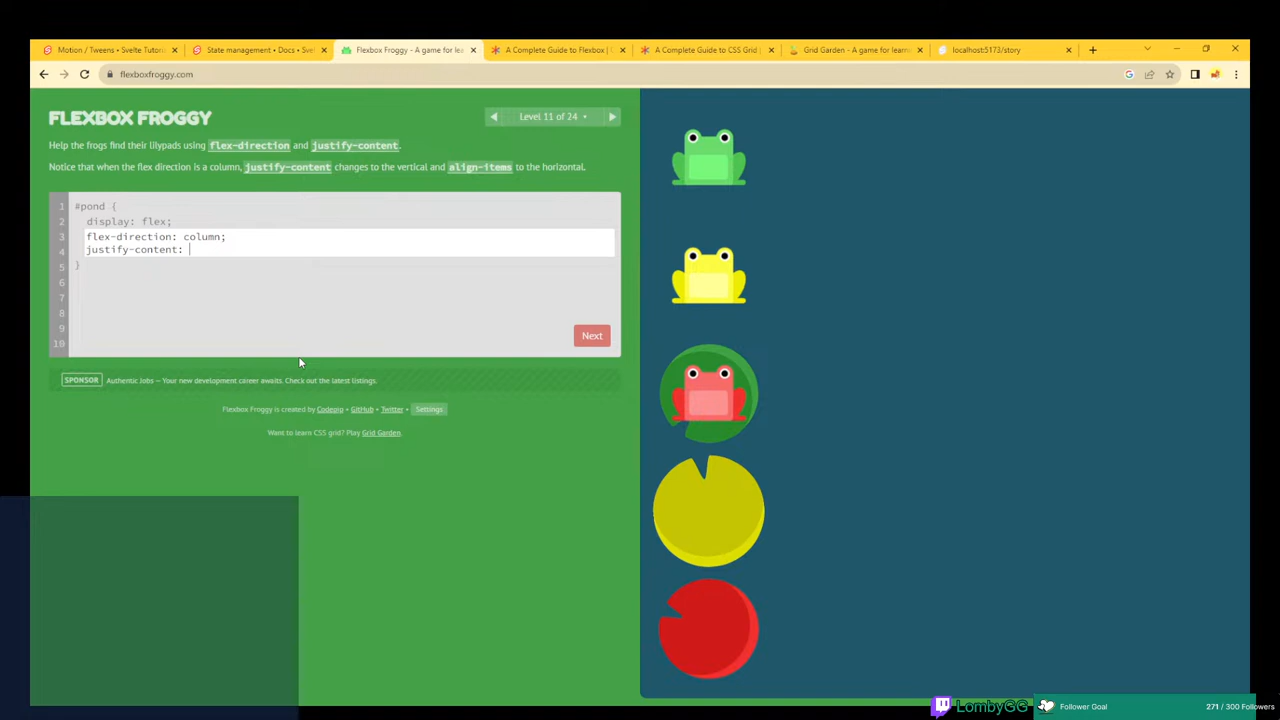 Motion / Tweens • Svelte Tutori
State management • Docs • Sve
Flexbox Froggy - A game for lea
A Complete Guide to Flexbox |
A Complete Guide to CSS Grid |
Grid Garden - A game for learni
localhost:5173/story
flexboxfroggy.com
FLEXBOX FROGGY
Level 11 of 24
Help the frogs find their lilypads using flex-direction and justify-content.
Notice that when the flex direction is a column, justify-content changes to the vertical and align-items to the horizontal.
1 #pond {
2 display: flex;
3 flex-direction: column;
4 justify-content:
5 }
6
7
8
9
10
Next
SPONSOR Authentic Jobs — Your new development career awaits. Check out the latest listings.
Flexbox Froggy is created by Codepip • GitHub • Twitter • Settings
Want to learn CSS grid? Play Grid Garden.
LombyGG
Follower Goal
271 / 300 Followers